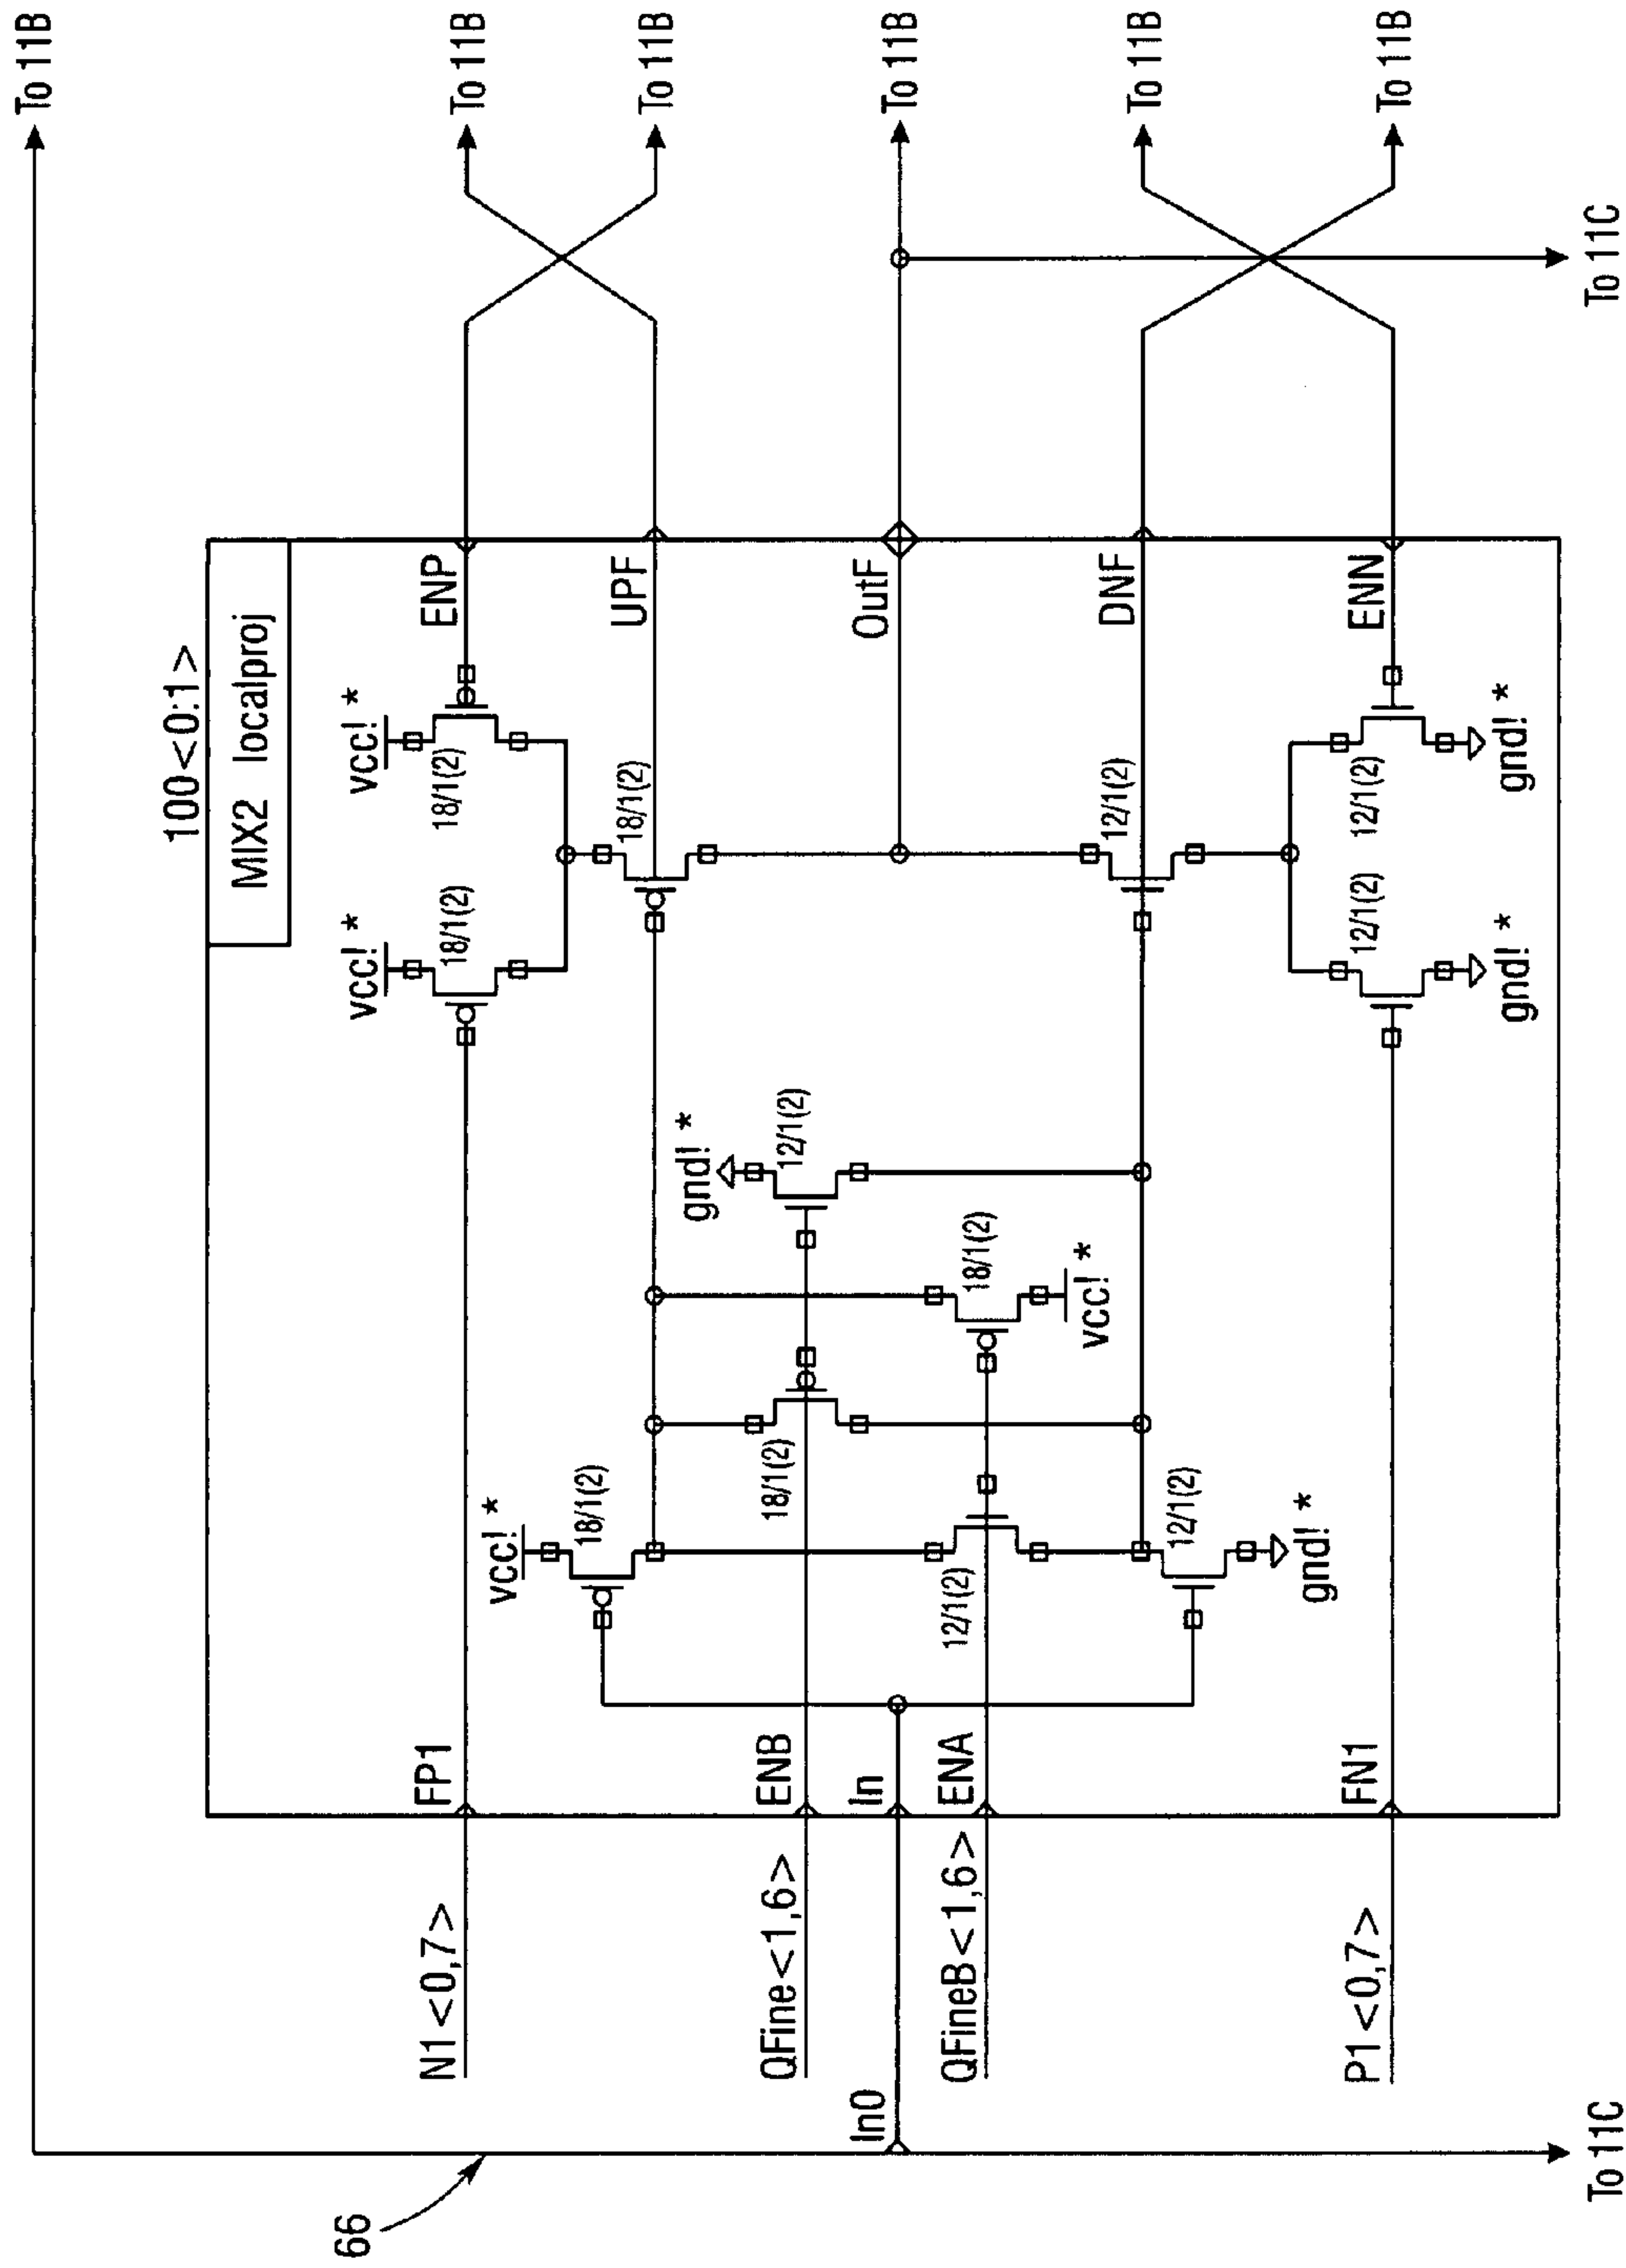 To 11B
100<0:1>
MIX2 localproj
vcc! *
18/1(2)
vcc! *
18/1(2)
N1<0,7>
FP1
ENP
To 11B
vcc! *
18/1(2)
18/1(2)
UPF
To 11B
gnd! *
12/1(2)
18/1(2)
QFine<1,6>
ENB
In0
In
OutF
To 11B
QFineB<1,6>
ENA
12/1(2)
18/1(2)
vcc! *
12/1(2)
DNF
To 11B
12/1(2)
gnd! *
P1<0,7>
FN1
12/1(2)
12/1(2)
ENN
To 11B
gnd! *
gnd! *
66
To 11C
To 11C